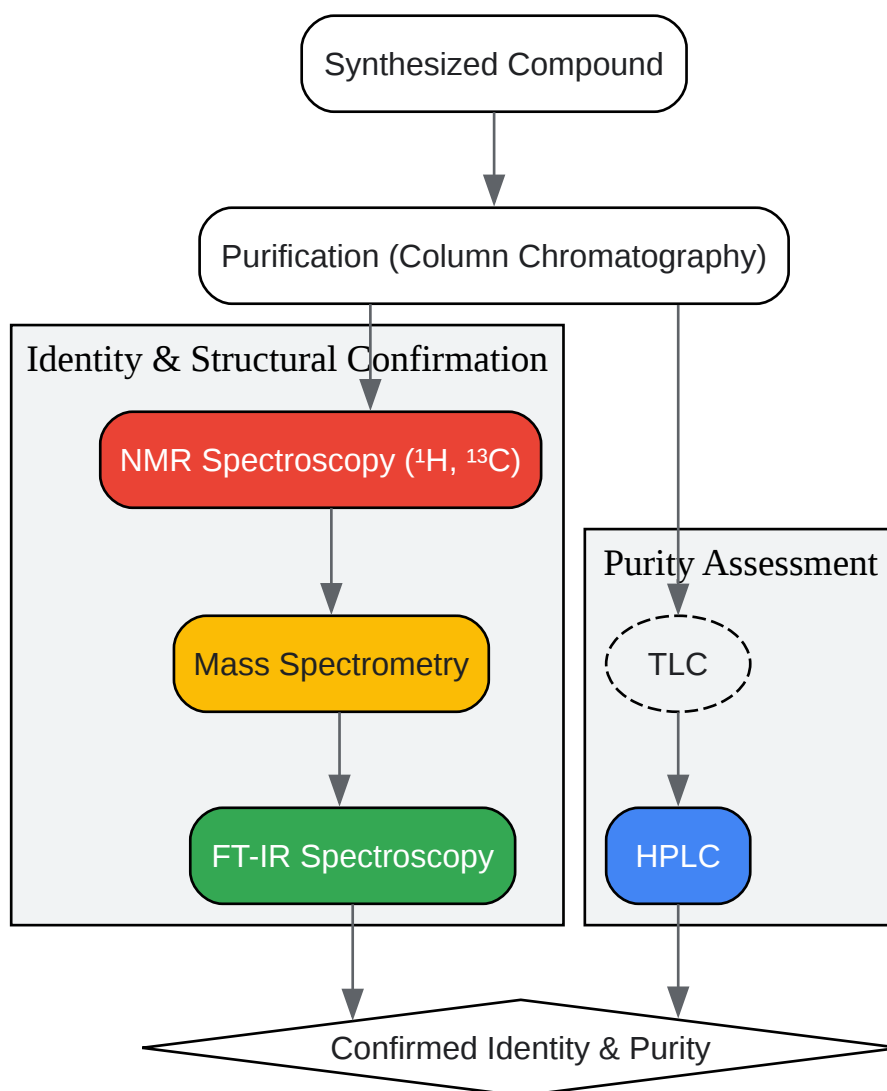 Synthesized Compound
Purification (Column Chromatography)
Identity & Structural Confirmation
NMR Spectroscopy (¹H, ¹³C)
Mass Spectrometry
FT-IR Spectroscopy
Purity Assessment
TLC
HPLC
Confirmed Identity & Purity